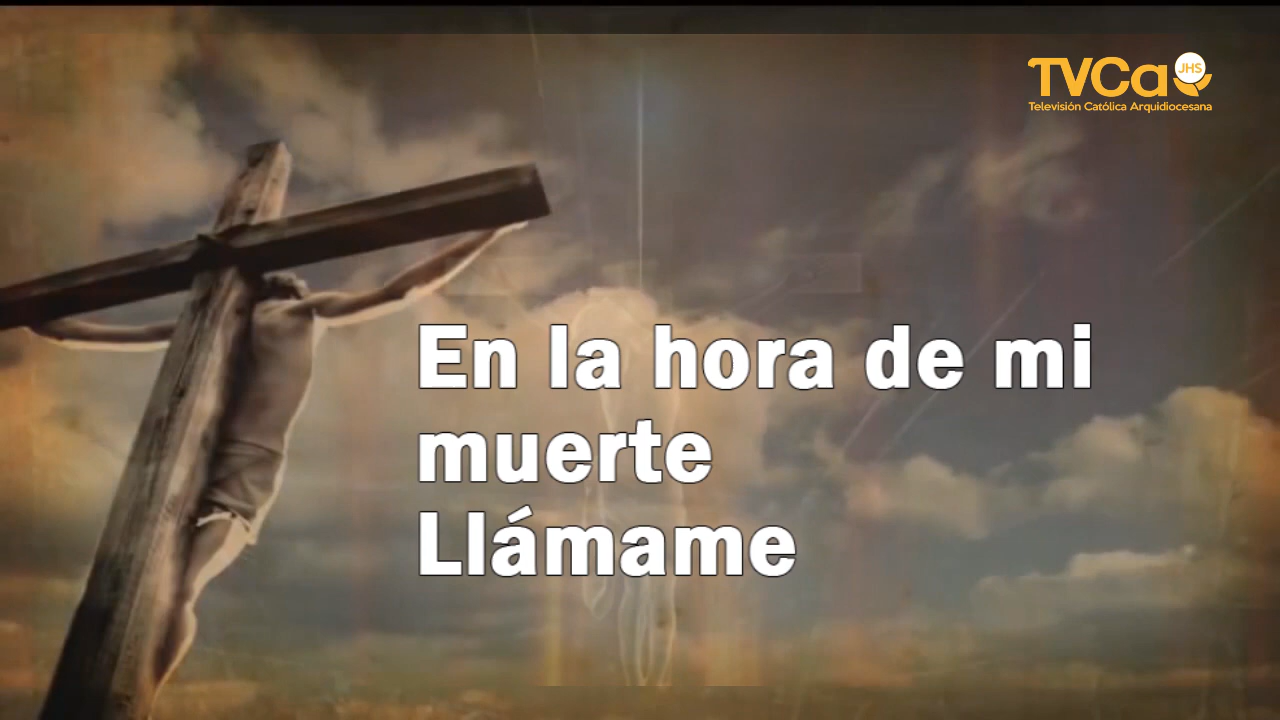 TVCa
JHS
Televisión Católica Arquidiocesana
En la hora de mi
muerte
Llámame